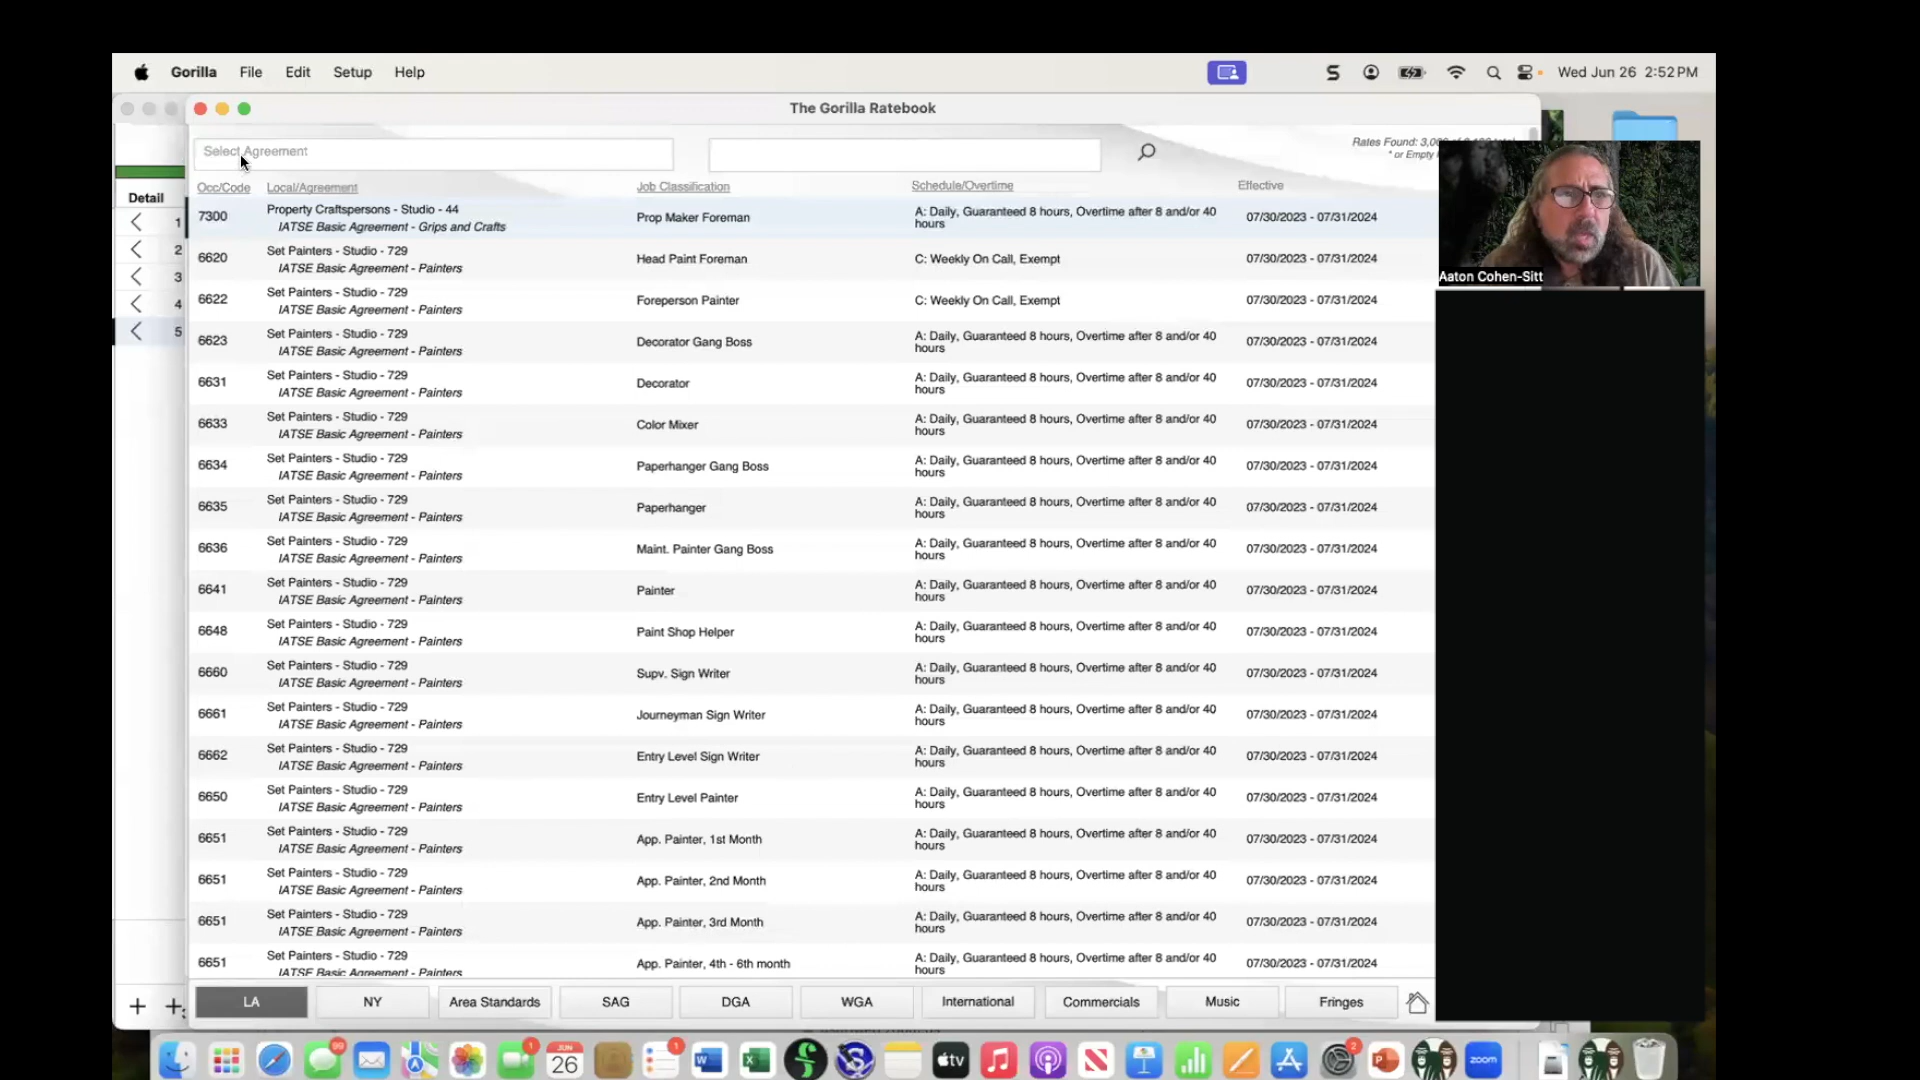 Gorilla File Edit Setup Help
Wed Jun 26 2:52 PM
The Gorilla Ratebook
Select Agreement
Rates Found: 3,0
* or Empty
Occ/Code Local/Agreement Job Classification Schedule/Overtime Effective
Detail
1
2
3
4
5
7300 Property Craftspersons - Studio - 44 Prop Maker Foreman A: Daily, Guaranteed 8 hours, Overtime after 8 and/or 40 07/30/2023 - 07/31/2024
IATSE Basic Agreement - Grips and Crafts hours
6620 Set Painters - Studio - 729 Head Paint Foreman C: Weekly On Call, Exempt 07/30/2023 - 07/31/2024
IATSE Basic Agreement - Painters
6622 Set Painters - Studio - 729 Foreperson Painter C: Weekly On Call, Exempt 07/30/2023 - 07/31/2024
IATSE Basic Agreement - Painters
6623 Set Painters - Studio - 729 Decorator Gang Boss A: Daily, Guaranteed 8 hours, Overtime after 8 and/or 40 07/30/2023 - 07/31/2024
IATSE Basic Agreement - Painters hours
6631 Set Painters - Studio - 729 Decorator A: Daily, Guaranteed 8 hours, Overtime after 8 and/or 40 07/30/2023 - 07/31/2024
IATSE Basic Agreement - Painters hours
6633 Set Painters - Studio - 729 Color Mixer A: Daily, Guaranteed 8 hours, Overtime after 8 and/or 40 07/30/2023 - 07/31/2024
IATSE Basic Agreement - Painters hours
6634 Set Painters - Studio - 729 Paperhanger Gang Boss A: Daily, Guaranteed 8 hours, Overtime after 8 and/or 40 07/30/2023 - 07/31/2024
IATSE Basic Agreement - Painters hours
6635 Set Painters - Studio - 729 Paperhanger A: Daily, Guaranteed 8 hours, Overtime after 8 and/or 40 07/30/2023 - 07/31/2024
IATSE Basic Agreement - Painters hours
6636 Set Painters - Studio - 729 Maint. Painter Gang Boss A: Daily, Guaranteed 8 hours, Overtime after 8 and/or 40 07/30/2023 - 07/31/2024
IATSE Basic Agreement - Painters hours
6641 Set Painters - Studio - 729 Painter A: Daily, Guaranteed 8 hours, Overtime after 8 and/or 40 07/30/2023 - 07/31/2024
IATSE Basic Agreement - Painters hours
6648 Set Painters - Studio - 729 Paint Shop Helper A: Daily, Guaranteed 8 hours, Overtime after 8 and/or 40 07/30/2023 - 07/31/2024
IATSE Basic Agreement - Painters hours
6660 Set Painters - Studio - 729 Supv. Sign Writer A: Daily, Guaranteed 8 hours, Overtime after 8 and/or 40 07/30/2023 - 07/31/2024
IATSE Basic Agreement - Painters hours
6661 Set Painters - Studio - 729 Journeyman Sign Writer A: Daily, Guaranteed 8 hours, Overtime after 8 and/or 40 07/30/2023 - 07/31/2024
IATSE Basic Agreement - Painters hours
6662 Set Painters - Studio - 729 Entry Level Sign Writer A: Daily, Guaranteed 8 hours, Overtime after 8 and/or 40 07/30/2023 - 07/31/2024
IATSE Basic Agreement - Painters hours
6650 Set Painters - Studio - 729 Entry Level Painter A: Daily, Guaranteed 8 hours, Overtime after 8 and/or 40 07/30/2023 - 07/31/2024
IATSE Basic Agreement - Painters hours
6651 Set Painters - Studio - 729 App. Painter, 1st Month A: Daily, Guaranteed 8 hours, Overtime after 8 and/or 40 07/30/2023 - 07/31/2024
IATSE Basic Agreement - Painters hours
6651 Set Painters - Studio - 729 App. Painter, 2nd Month A: Daily, Guaranteed 8 hours, Overtime after 8 and/or 40 07/30/2023 - 07/31/2024
IATSE Basic Agreement - Painters hours
6651 Set Painters - Studio - 729 App. Painter, 3rd Month A: Daily, Guaranteed 8 hours, Overtime after 8 and/or 40 07/30/2023 - 07/31/2024
IATSE Basic Agreement - Painters hours
6651 Set Painters - Studio - 729 App. Painter, 4th - 6th month A: Daily, Guaranteed 8 hours, Overtime after 8 and/or 40 07/30/2023 - 07/31/2024
IATSE Basic Agreement - Painters hours
LA NY Area Standards SAG DGA WGA International Commercials Music Fringes
Aaton Cohen-Sitt
99
1
JUN
26
1
tv
2
zoom